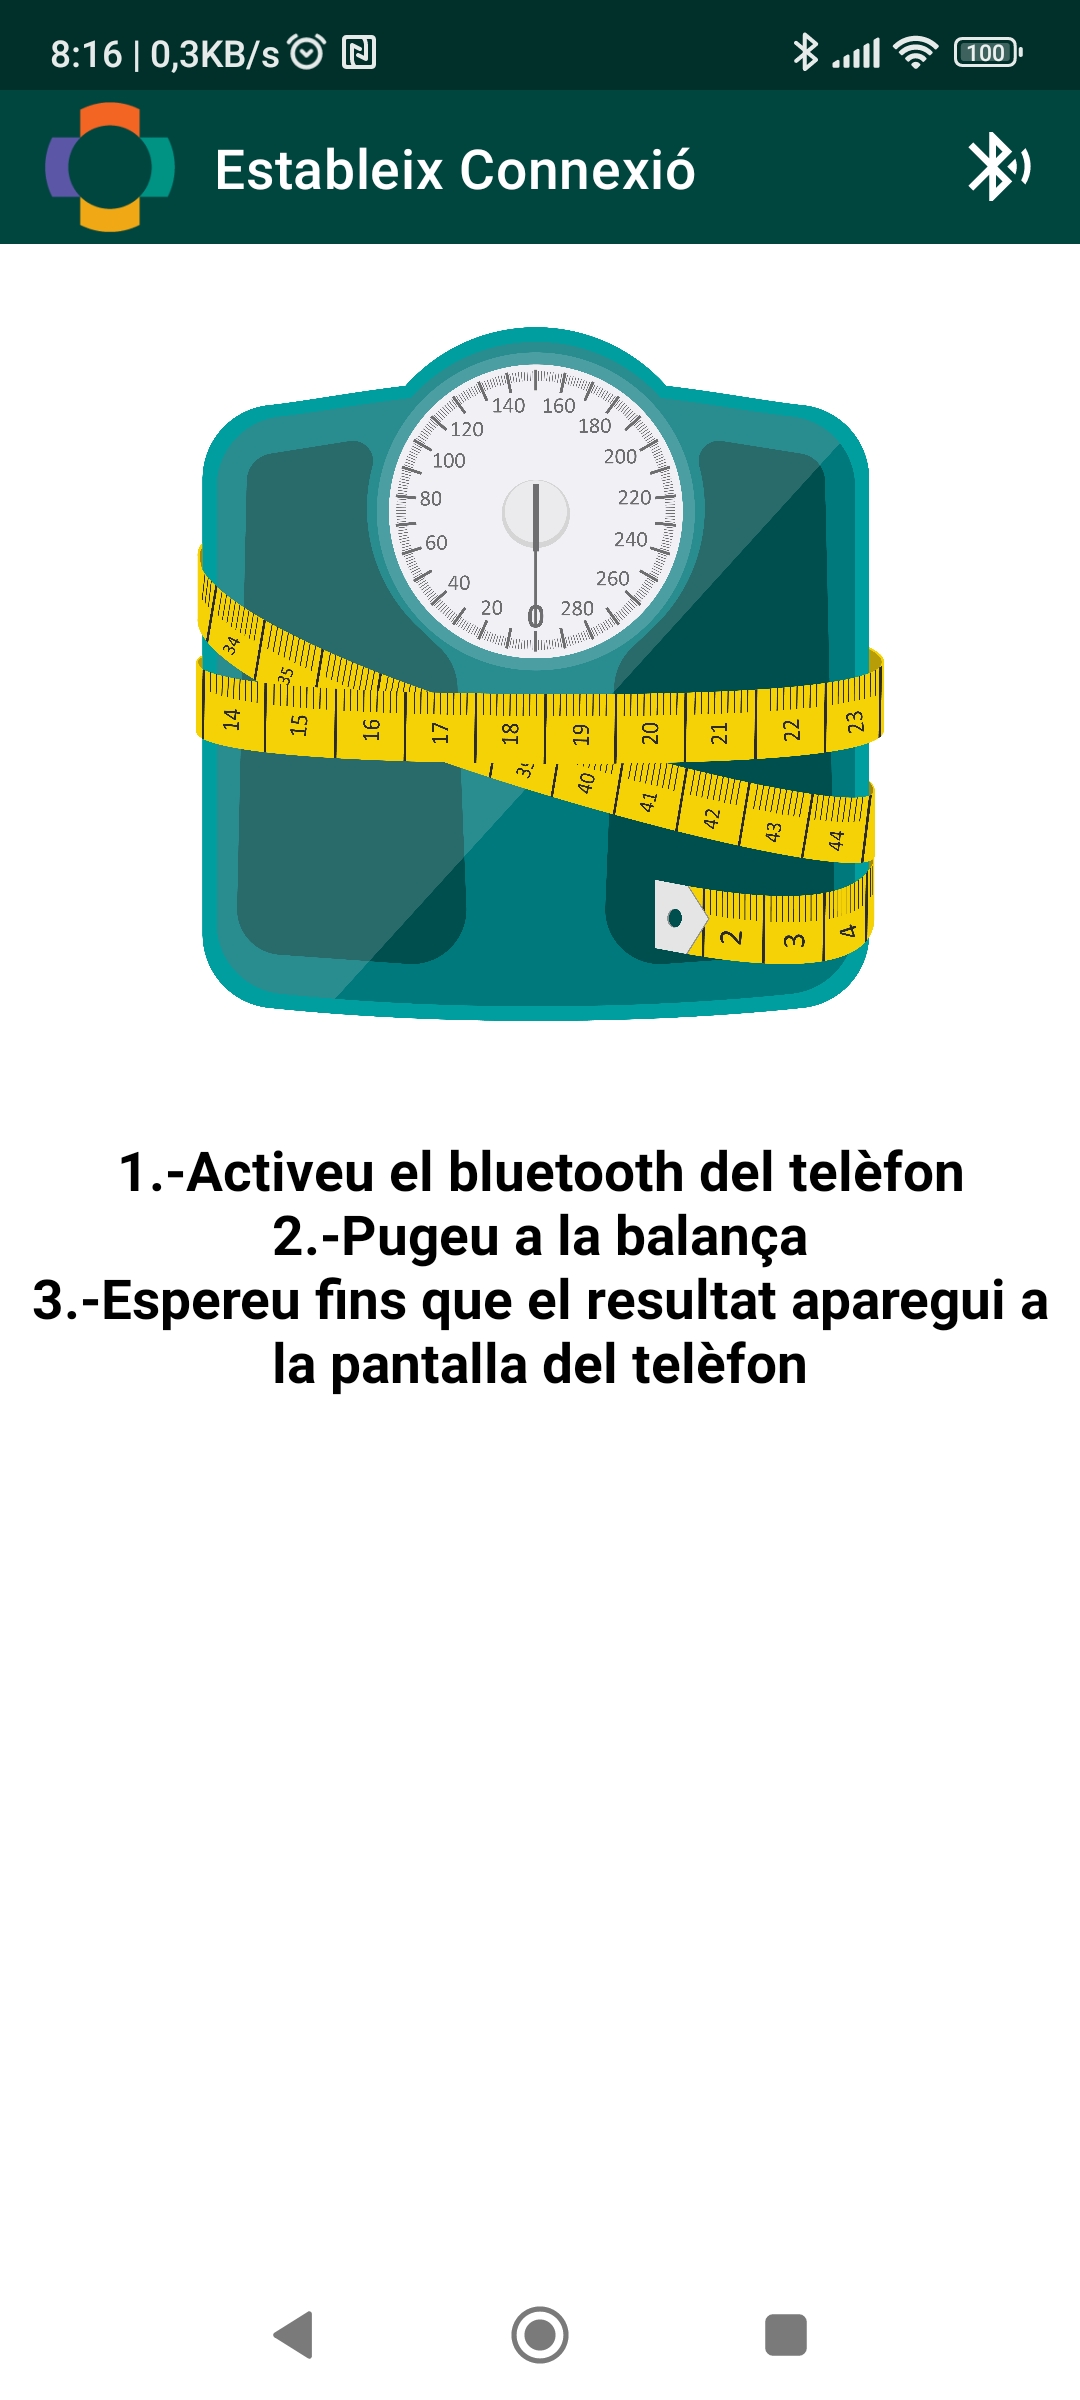 8:16 | 0,3KB/s
100
Estableix Connexió
140 160
120 180
100 200
80 220
60 240
40 260
20 0 280
34 35
14 15 16 17 18 19 20 21 22 23
39 40 41 42 43 44
2 3 4
1.-Activeu el bluetooth del telèfon
2.-Pugeu a la balança
3.-Espereu fins que el resultat aparegui a
la pantalla del telèfon